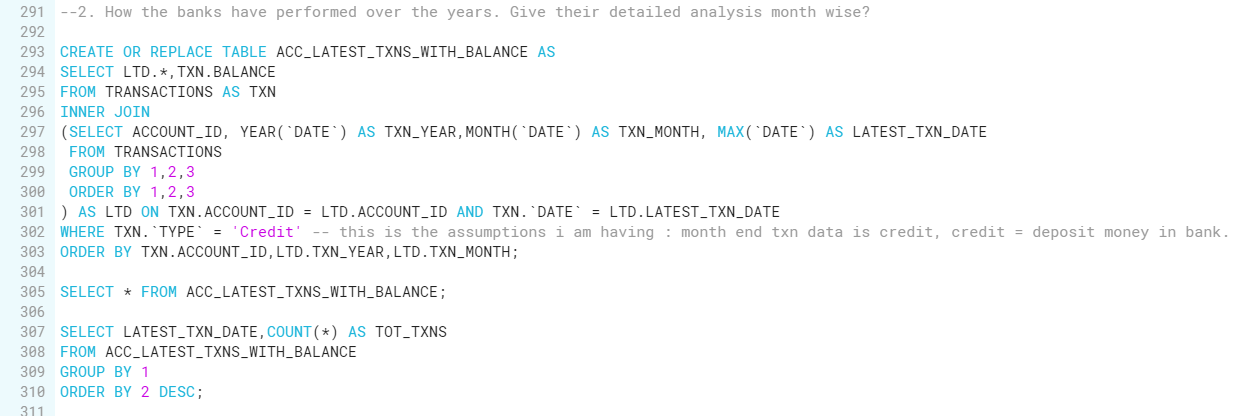 291 --2. How the banks have performed over the years. Give their detailed analysis month wise?
292
293 CREATE OR REPLACE TABLE ACC_LATEST_TXNS_WITH_BALANCE AS
294 SELECT LTD.*,TXN.BALANCE
295 FROM TRANSACTIONS AS TXN
296 INNER JOIN
297 (SELECT ACCOUNT_ID, YEAR(`DATE`) AS TXN_YEAR,MONTH(`DATE`) AS TXN_MONTH, MAX(`DATE`) AS LATEST_TXN_DATE
298  FROM TRANSACTIONS
299  GROUP BY 1,2,3
300  ORDER BY 1,2,3
301 ) AS LTD ON TXN.ACCOUNT_ID = LTD.ACCOUNT_ID AND TXN.`DATE` = LTD.LATEST_TXN_DATE
302 WHERE TXN.`TYPE` = 'Credit' -- this is the assumptions i am having : month end txn data is credit, credit = deposit money in bank.
303 ORDER BY TXN.ACCOUNT_ID,LTD.TXN_YEAR,LTD.TXN_MONTH;
304
305 SELECT * FROM ACC_LATEST_TXNS_WITH_BALANCE;
306
307 SELECT LATEST_TXN_DATE,COUNT(*) AS TOT_TXNS
308 FROM ACC_LATEST_TXNS_WITH_BALANCE
309 GROUP BY 1
310 ORDER BY 2 DESC;
311